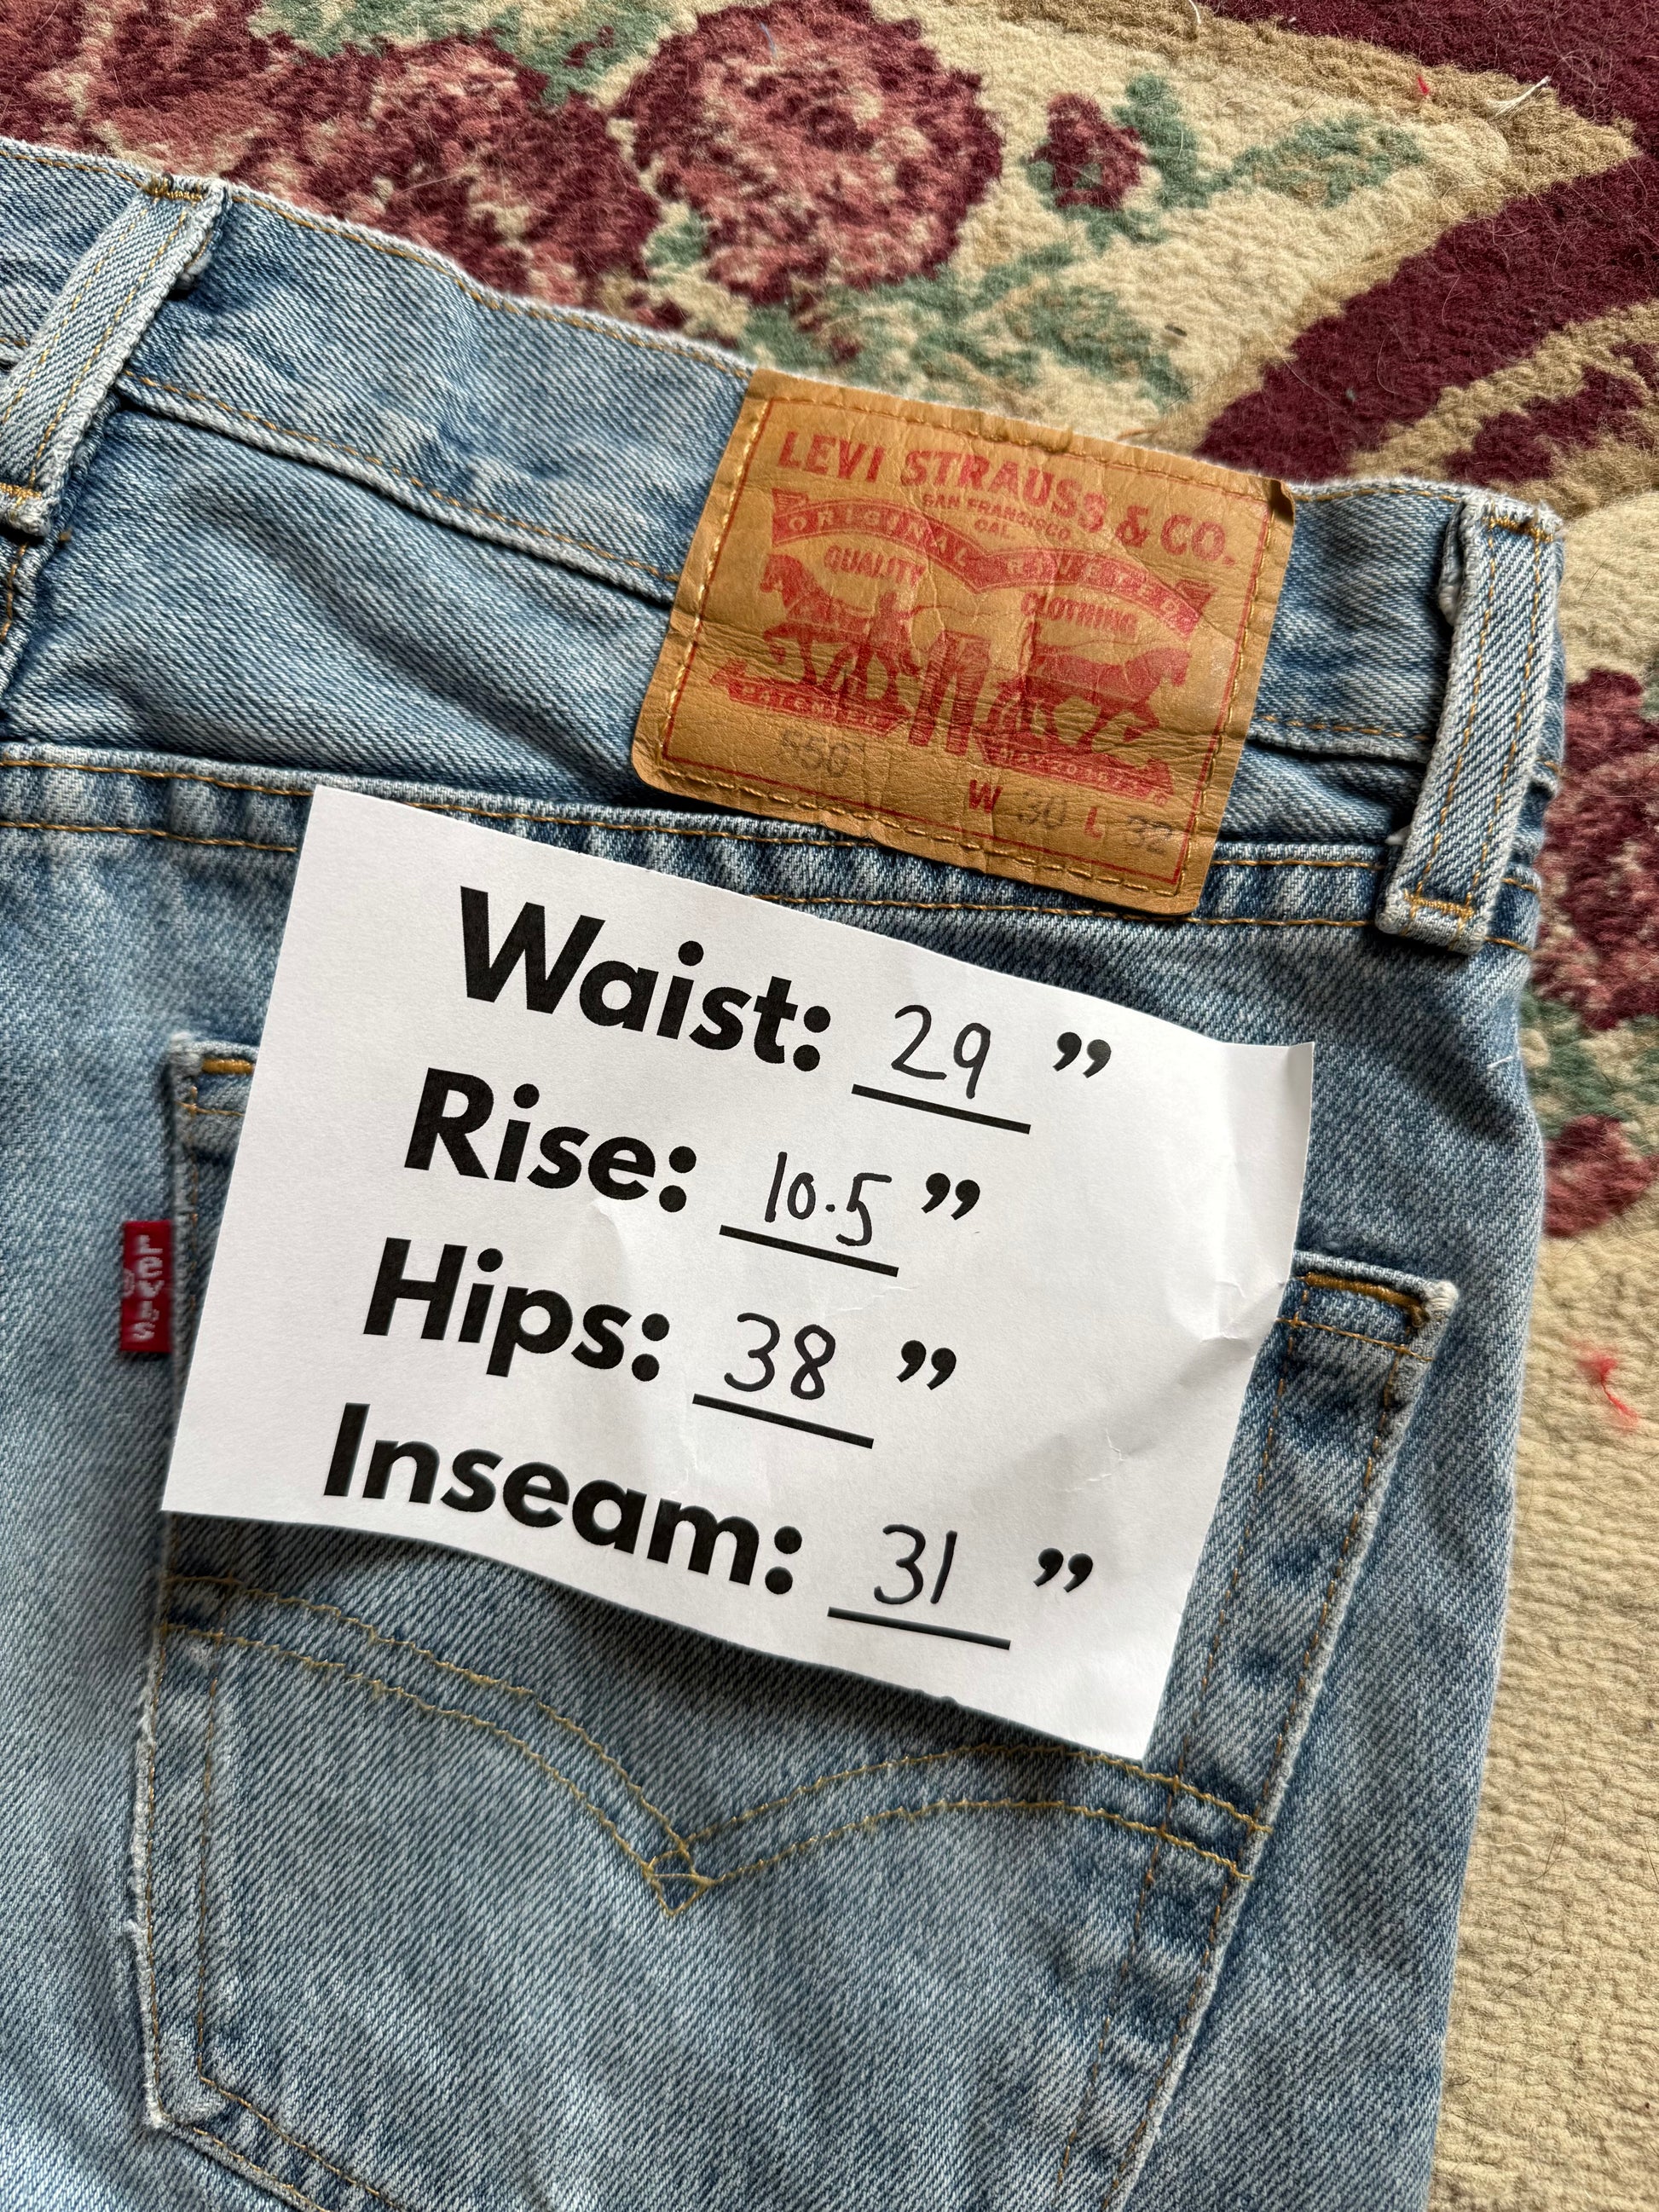 LEVI STRAUSS & CO.
SAN FRANCISCO
CAL.
ORIGINAL RIVETED
QUALITY CLOTHING
W 30 L 32
Waist: 29 ”
Rise: 10.5 ”
Hips: 38 ”
Inseam: 31 ”
Levi's